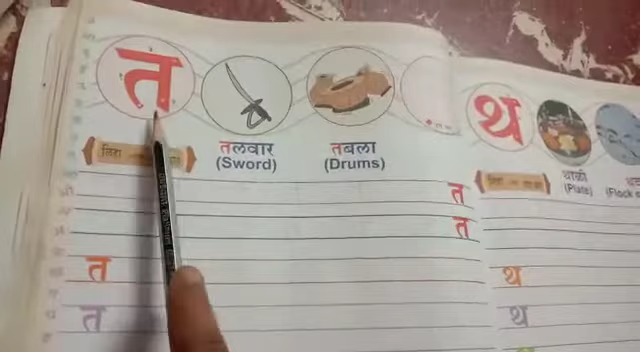 त
थ
तलवार
(Sword)
तबला
(Drums)
थाळी
(Plate)
त
त
त
थ
त
थ